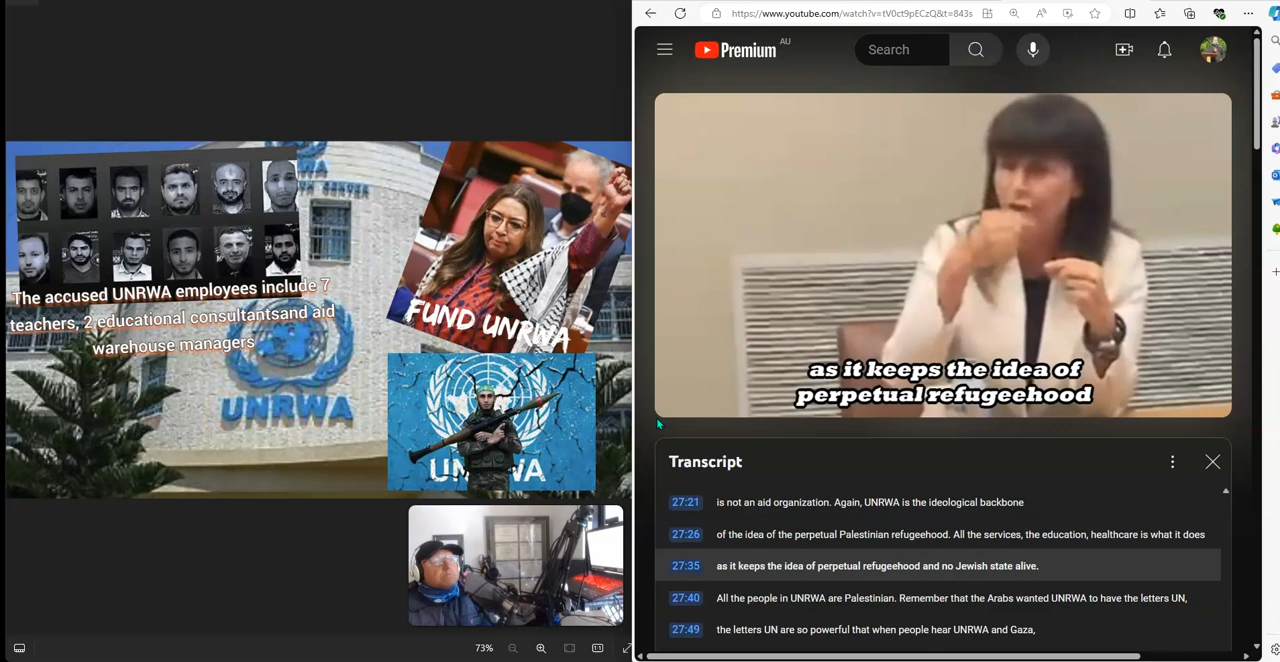 https://www.youtube.com/watch?v=tV0ct9pECzQ&t=843s
Premium
AU
Search
The accused UNRWA employees include 7
teachers, 2 educational consultantsand aid
warehouse managers
UNRWA
FUND UNRWA
as it keeps the idea of
perpetual refugeehood
Transcript
27:21 is not an aid organization. Again, UNRWA is the ideological backbone
27:26 of the idea of the perpetual Palestinian refugeehood. All the services, the education, healthcare is what it does
27:35 as it keeps the idea of perpetual refugeehood and no Jewish state alive.
27:40 All the people in UNRWA are Palestinian. Remember that the Arabs wanted UNRWA to have the letters UN,
27:49 the letters UN are so powerful that when people hear UNRWA and Gaza,
73%